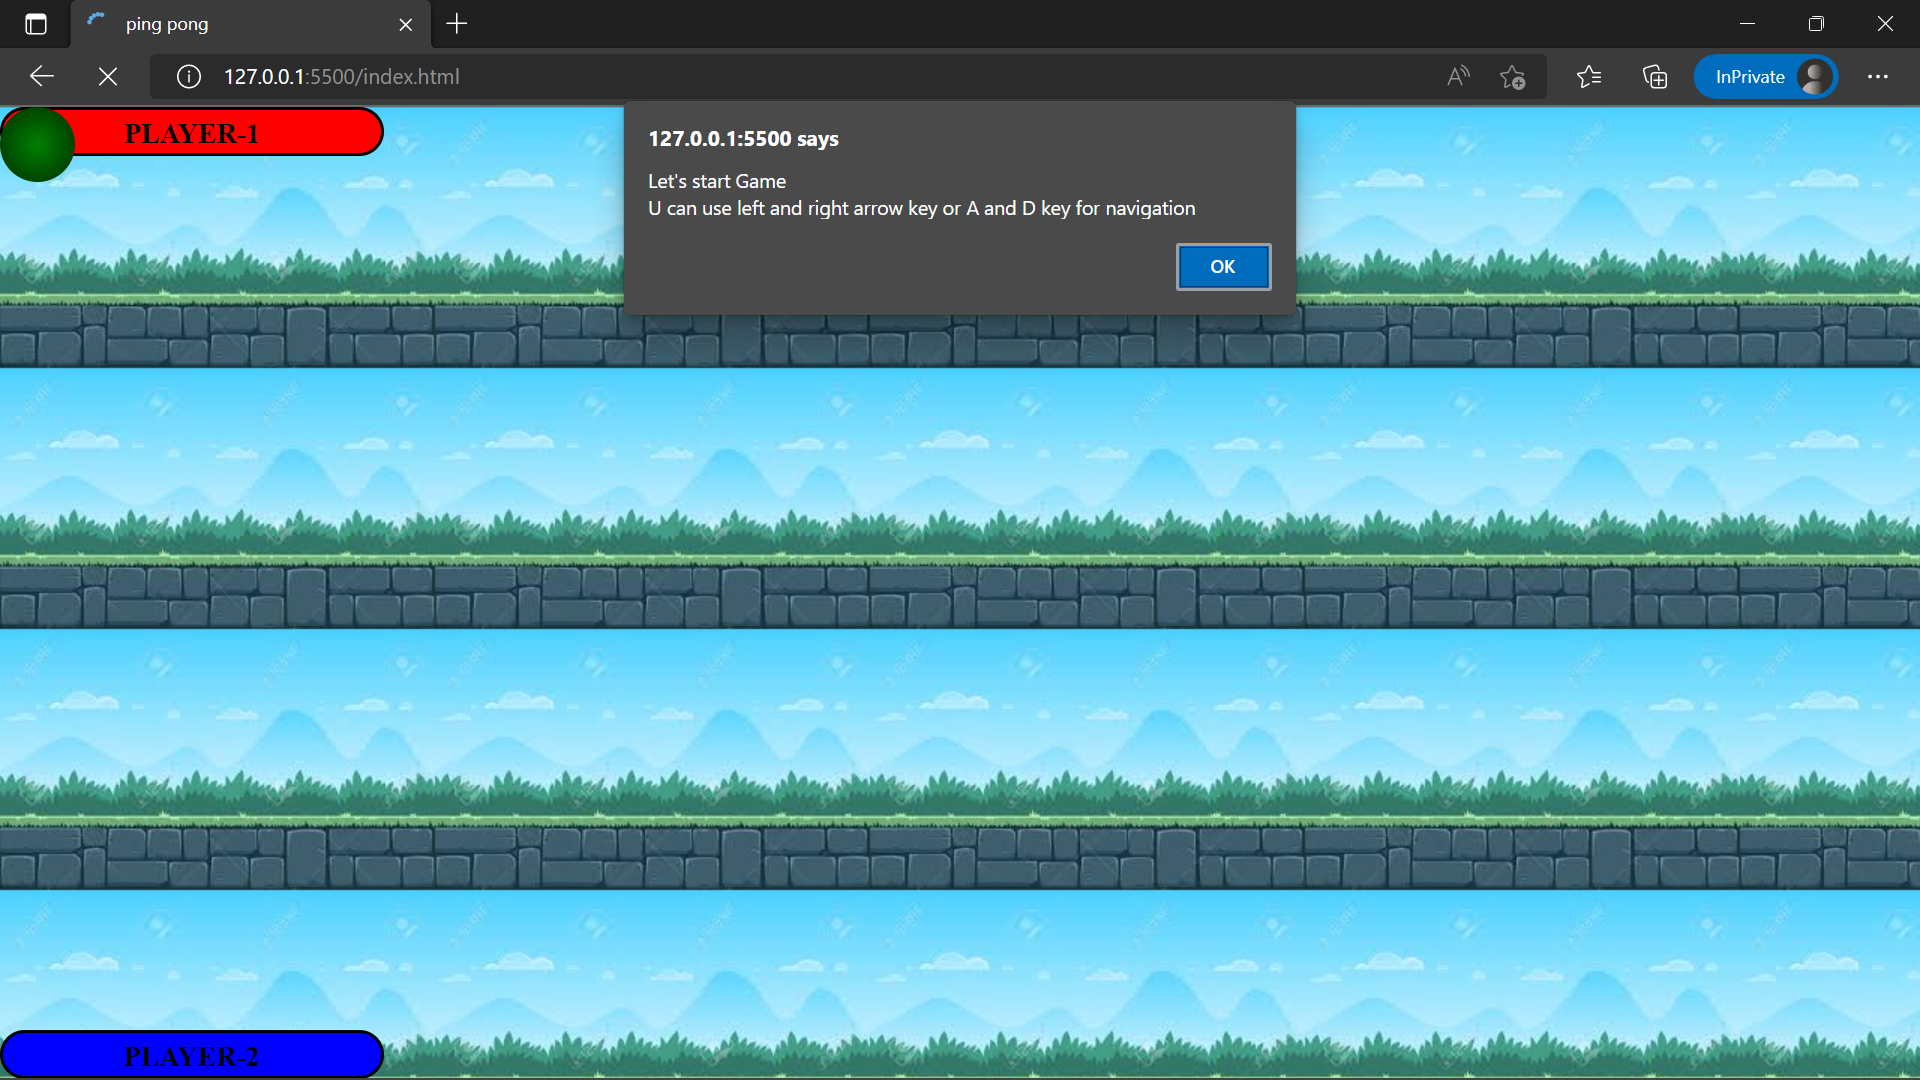 ping pong
127.0.0.1:5500/index.html
InPrivate
PLAYER-1
127.0.0.1:5500 says
Let's start Game
U can use left and right arrow key or A and D key for navigation
OK
PLAYER-2